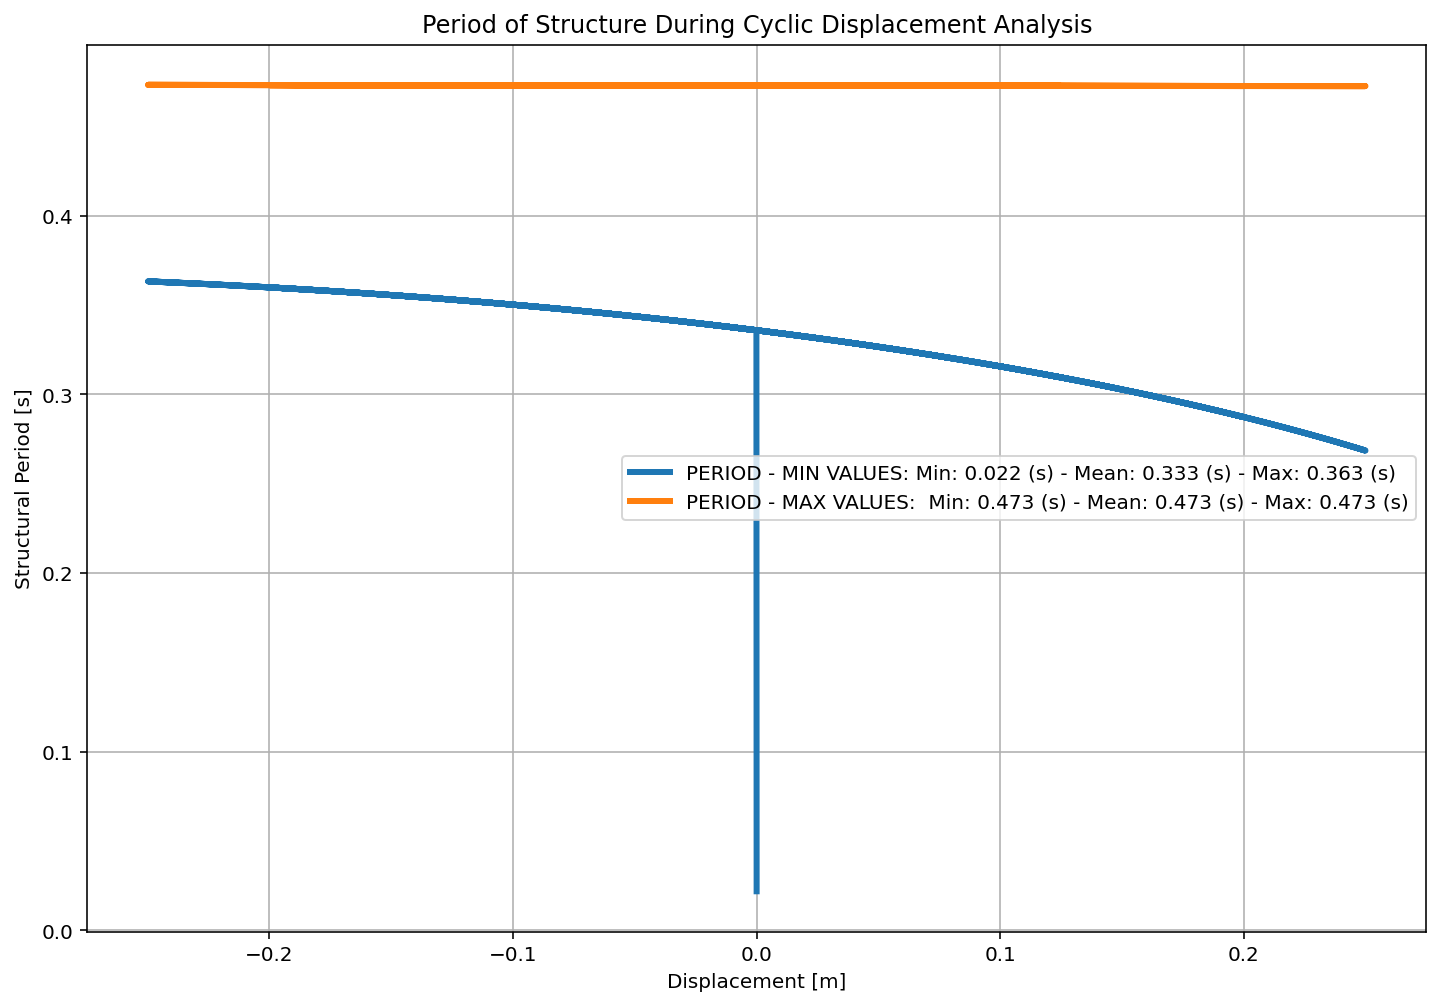 Period of Structure During Cyclic Displacement Analysis
Structural Period [s]
0.4
0.3
0.2
0.1
0.0
PERIOD - MIN VALUES: Min: 0.022 (s) - Mean: 0.333 (s) - Max: 0.363 (s)
PERIOD - MAX VALUES:  Min: 0.473 (s) - Mean: 0.473 (s) - Max: 0.473 (s)
−0.2 −0.1 0.0 0.1 0.2
Displacement [m]